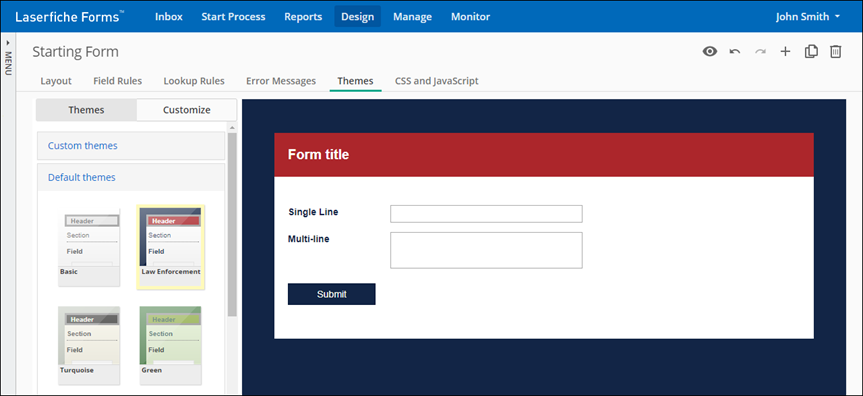 Laserfiche Forms™ Inbox Start Process Reports Design Manage Monitor John Smith
MENU
Starting Form
Layout Field Rules Lookup Rules Error Messages Themes CSS and JavaScript
Themes Customize
Custom themes
Default themes
Header
Section
Field
Basic
Header
Section
Field
Law Enforcement
Header
Section
Field
Turquoise
Header
Section
Field
Green
Form title
Single Line
Multi-line
Submit